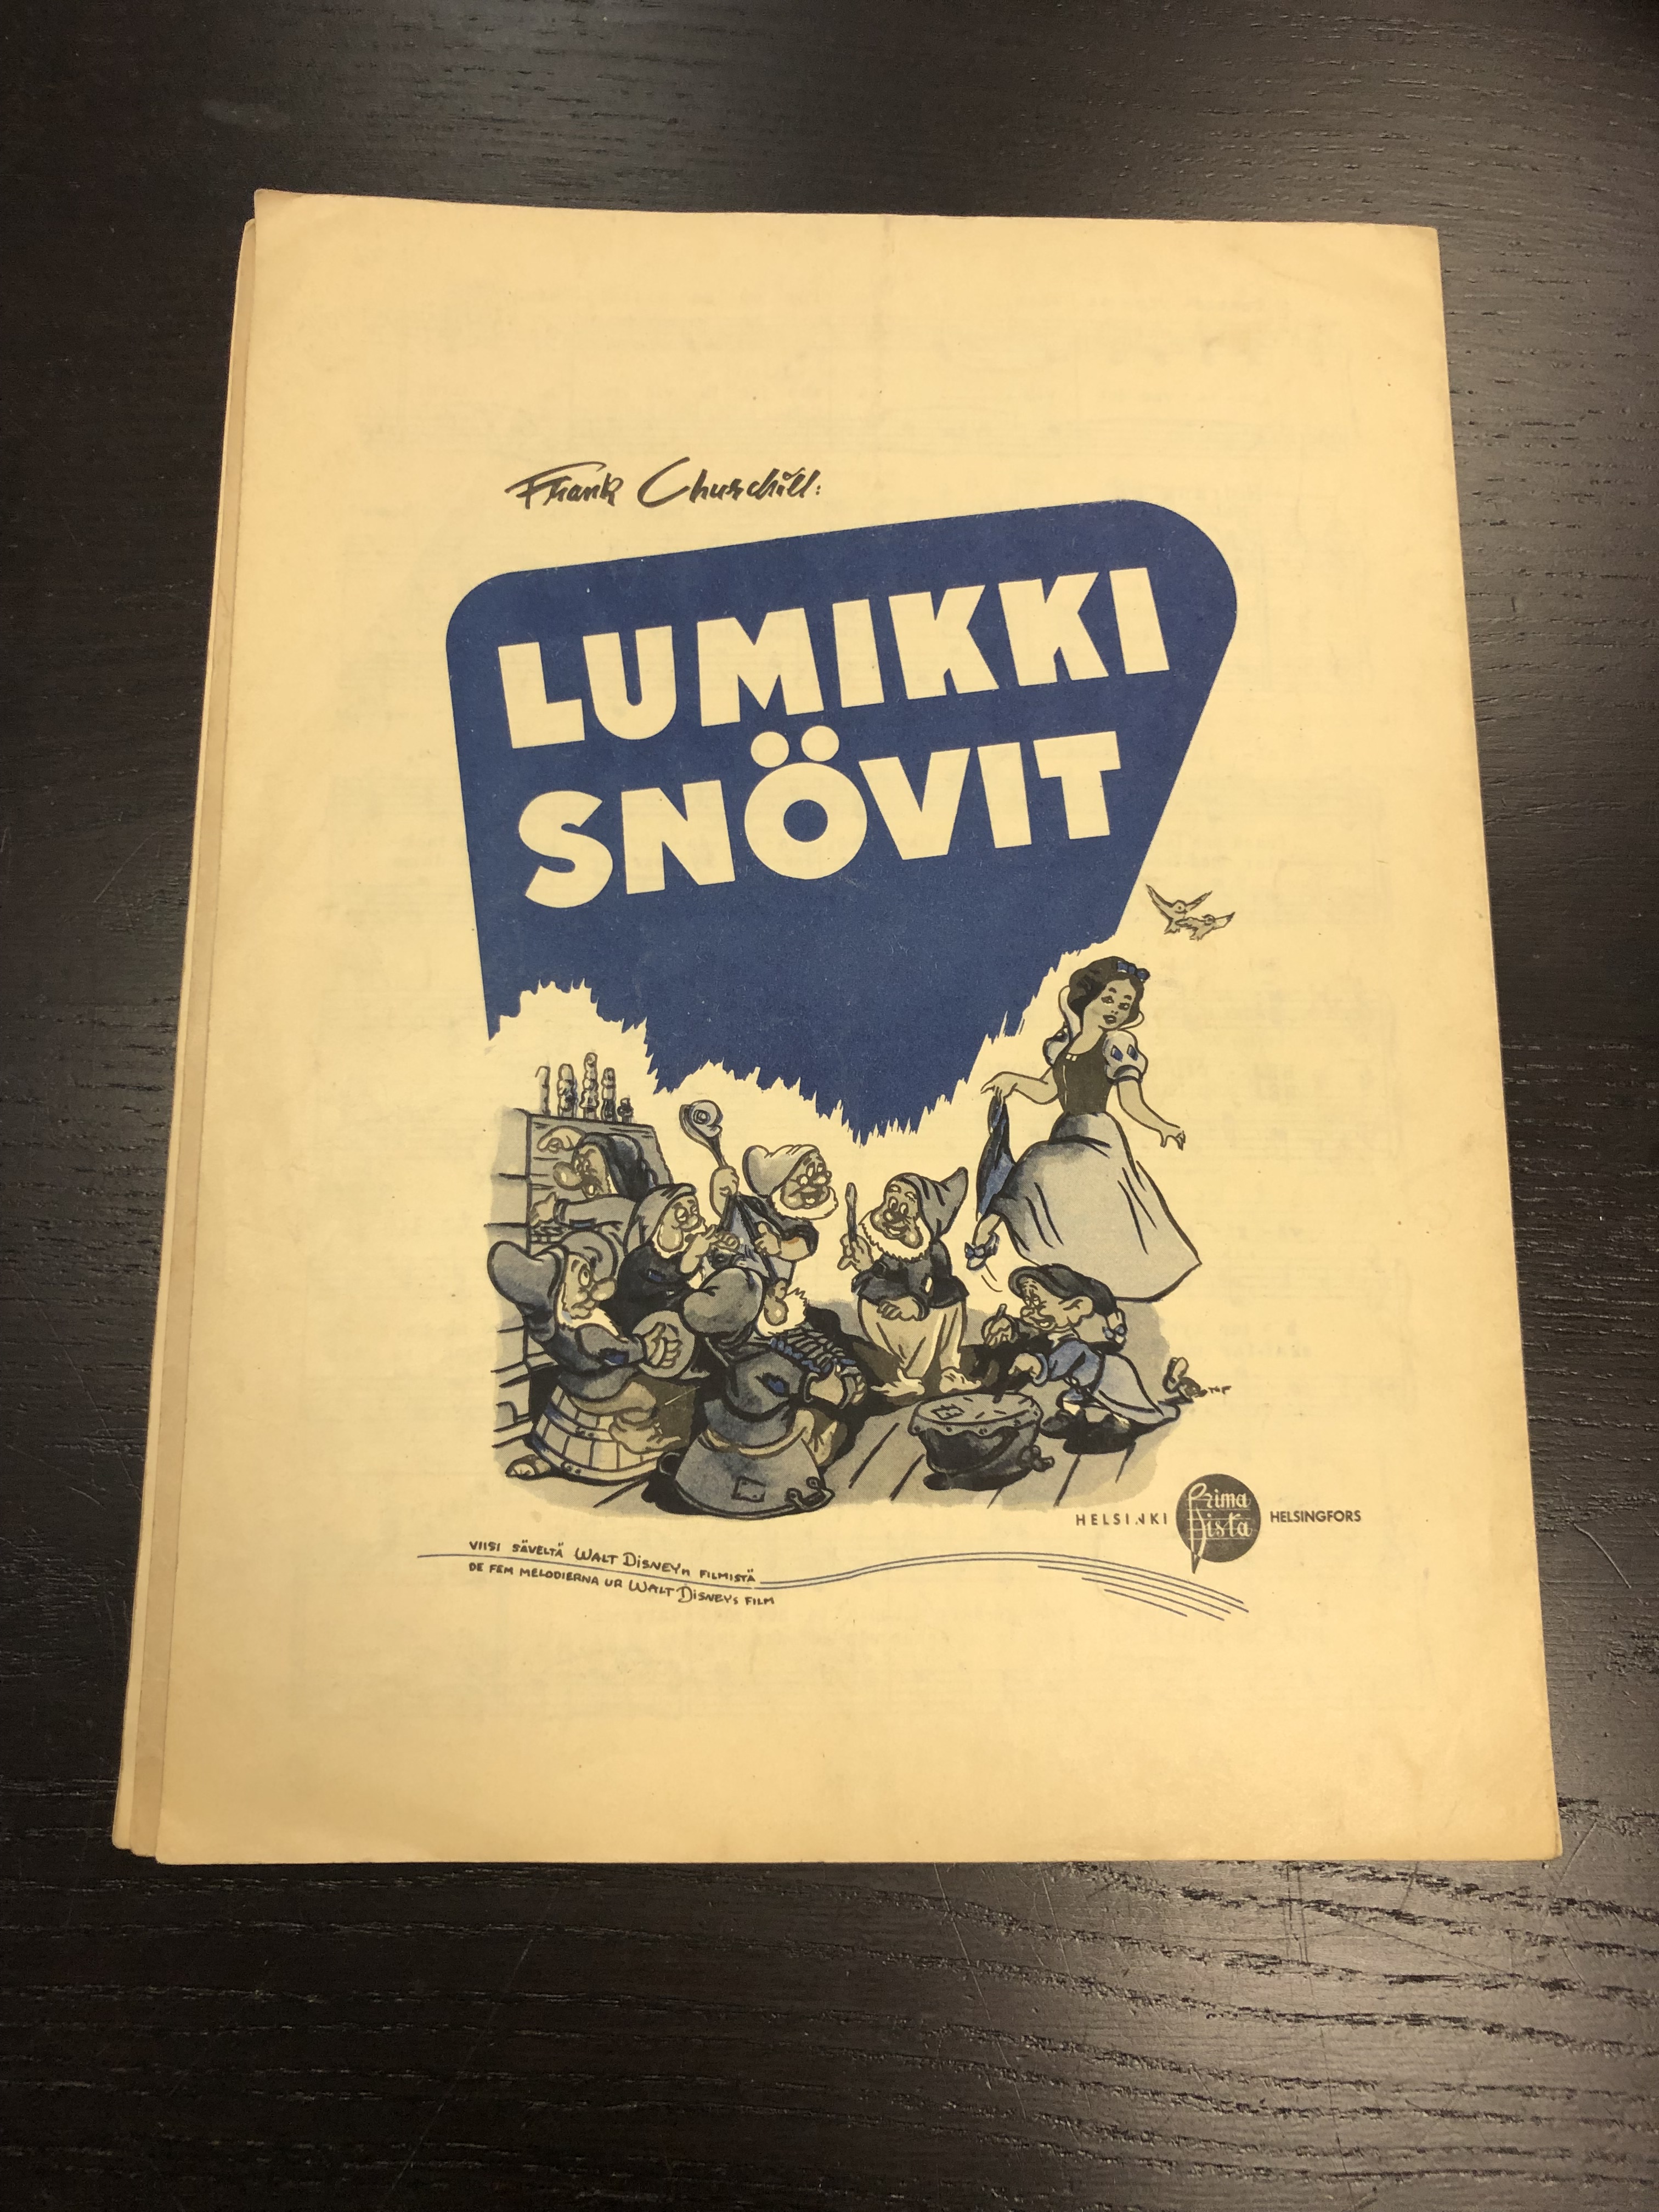 Frank Churchill:
LUMIKKI
SNÖVIT
HELSINKI Prima Vista HELSINGFORS
VIISI SÄVELTÄ WALT DISNEYn FILMISTÄ
DE FEM MELODIERNA UR WALT DISNEYs FILM